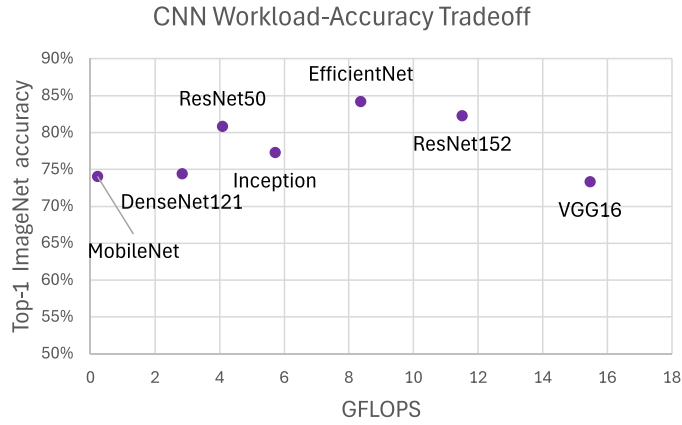 CNN Workload-Accuracy Tradeoff
Top-1 ImageNet accuracy
90%
85%
80%
75%
70%
65%
60%
55%
50%
EfficientNet
ResNet50
ResNet152
Inception
DenseNet121
VGG16
MobileNet
0 2 4 6 8 10 12 14 16 18
GFLOPS